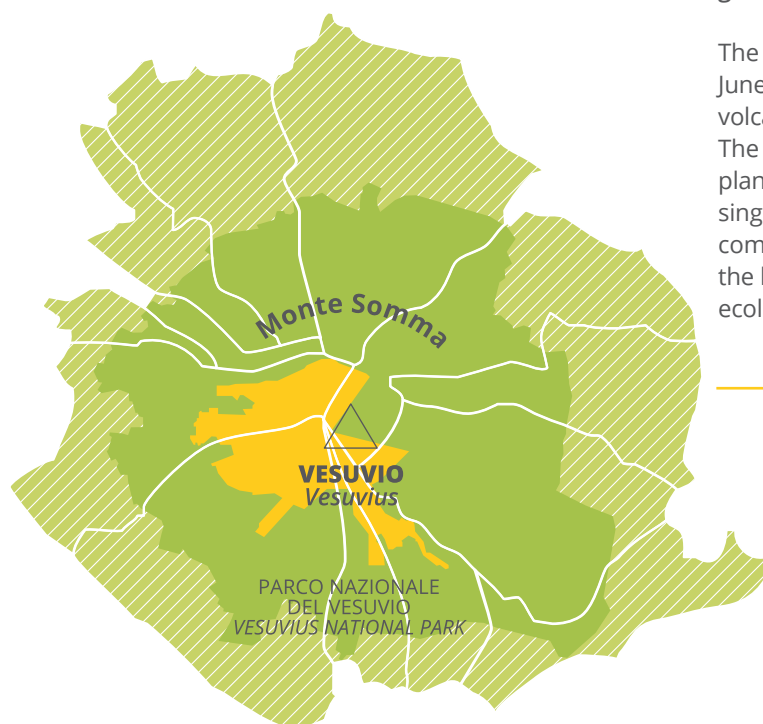 The
June
volca
The
plan
sing
com
the
ecol
Monte Somma
VESUVIO
Vesuvius
PARCO NAZIONALE
DEL VESUVIO
VESUVIUS NATIONAL PARK